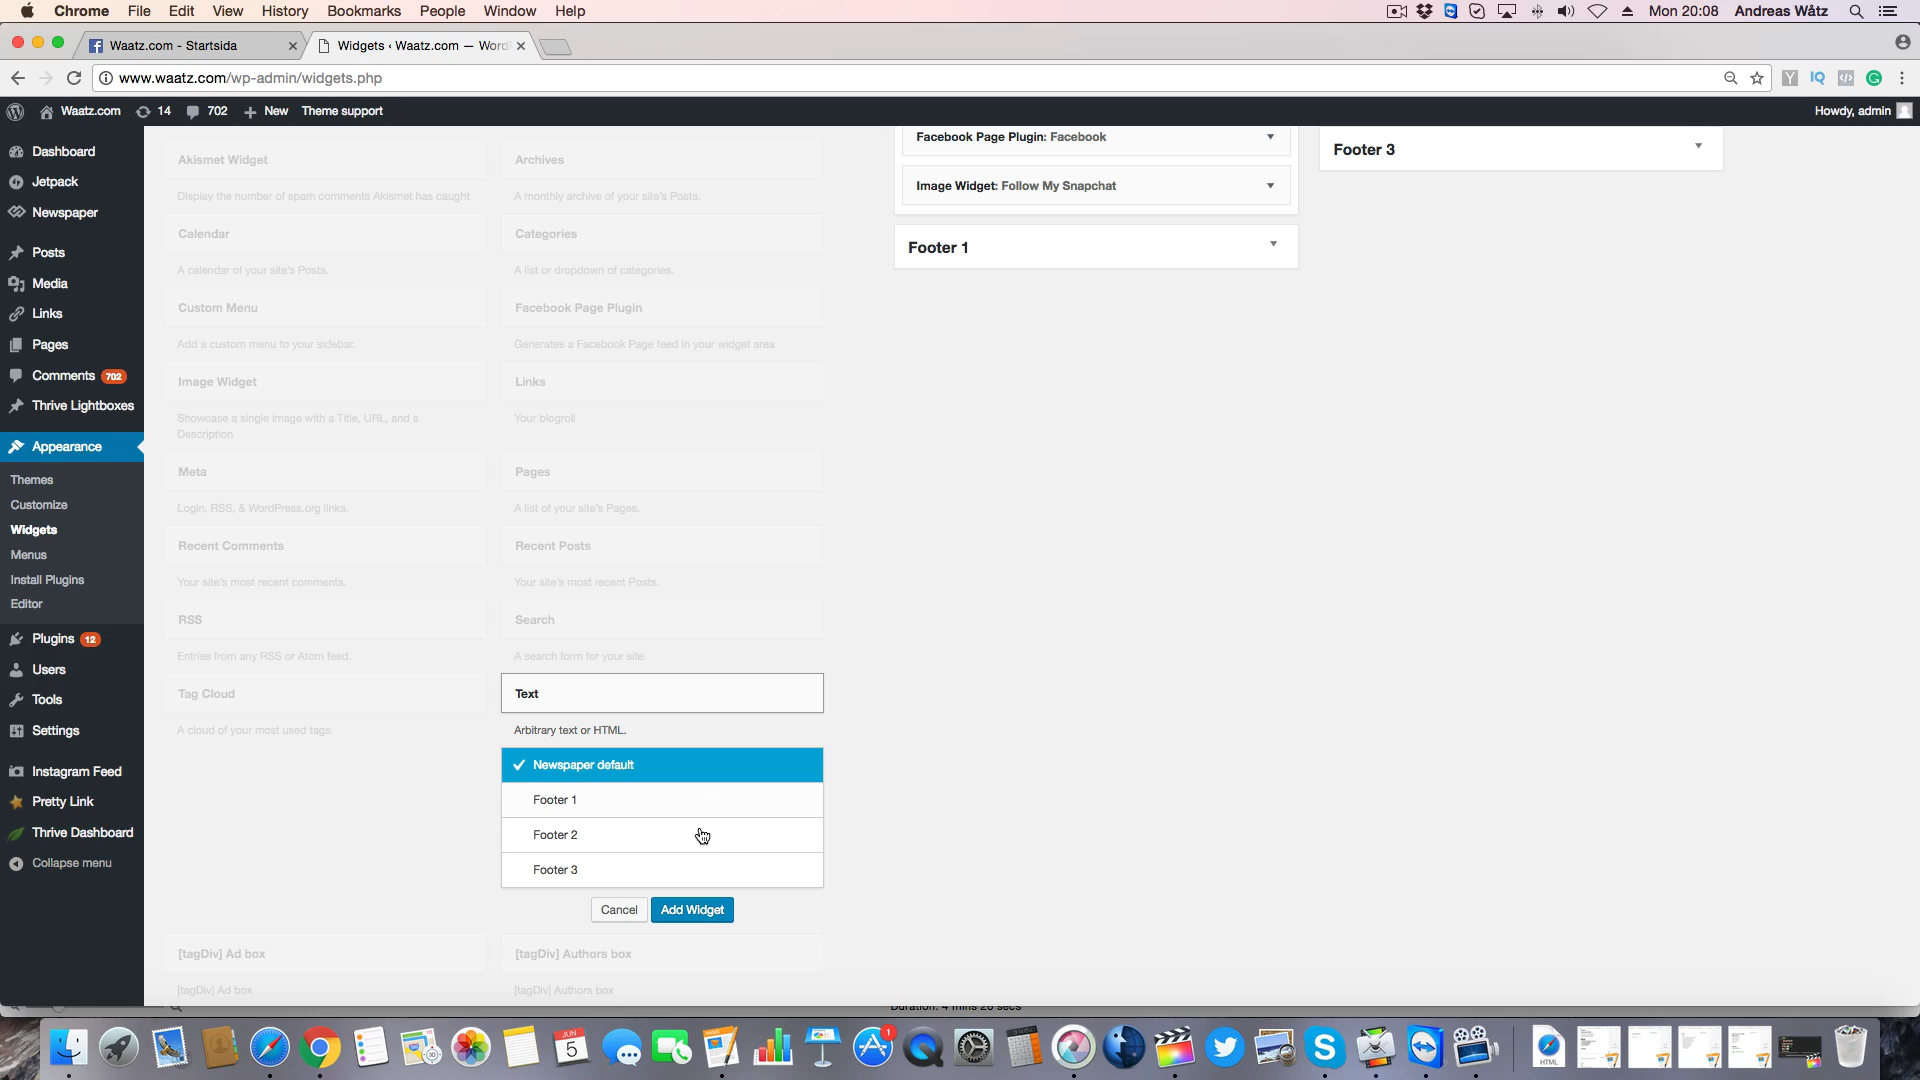 Chrome File Edit View History Bookmarks People Window Help
Mon 20:08 Andreas Wåtz
Waatz.com - Startsida
Widgets ‹ Waatz.com — Word
www.waatz.com/wp-admin/widgets.php
Waatz.com 14 702 New Theme support
Howdy, admin
Dashboard
Jetpack
Newspaper
Posts
Media
Links
Pages
Comments 702
Thrive Lightboxes
Appearance
Themes
Customize
Widgets
Menus
Install Plugins
Editor
Plugins 12
Users
Tools
Settings
Instagram Feed
Pretty Link
Thrive Dashboard
Collapse menu
Akismet Widget
Display the number of spam comments Akismet has caught
Archives
A monthly archive of your site's Posts.
Calendar
A calendar of your site's Posts.
Categories
A list or dropdown of categories.
Custom Menu
Add a custom menu to your sidebar.
Facebook Page Plugin
Generates a Facebook Page feed in your widget area
Image Widget
Showcase a single image with a Title, URL, and a
Description
Links
Your blogroll
Meta
Login, RSS, & WordPress.org links.
Pages
A list of your site's Pages.
Recent Comments
Your site's most recent comments.
Recent Posts
Your site's most recent Posts.
RSS
Entries from any RSS or Atom feed.
Search
A search form for your site.
Tag Cloud
A cloud of your most used tags.
Text
Arbitrary text or HTML.
Newspaper default
Footer 1
Footer 2
Footer 3
Cancel
Add Widget
[tagDiv] Ad box
[tagDiv] Ad box
[tagDiv] Authors box
[tagDiv] Authors box
Facebook Page Plugin: Facebook
Image Widget: Follow My Snapchat
Footer 1
Footer 3
Duration: 4 mins 20 secs
JUN
5
1
HTML